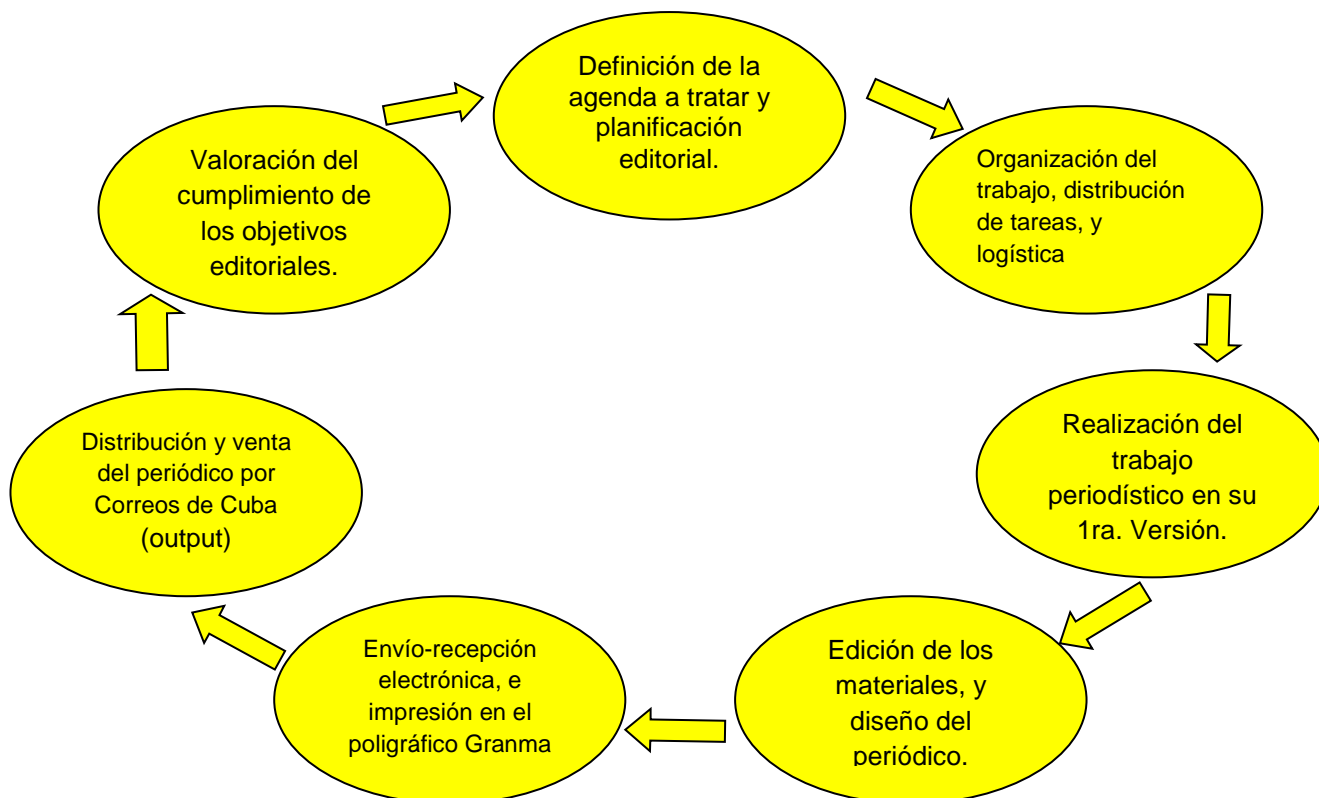 Definición de la
agenda a tratar y
planificación
editorial.
Organización del
trabajo, distribución
de tareas, y
logística
Realización del
trabajo
periodístico en su
1ra. Versión.
Edición de los
materiales, y
diseño del
periódico.
Envío-recepción
electrónica, e
impresión en el
poligráfico Granma
Distribución y venta
del periódico por
Correos de Cuba
(output)
Valoración del
cumplimiento de
los objetivos
editoriales.